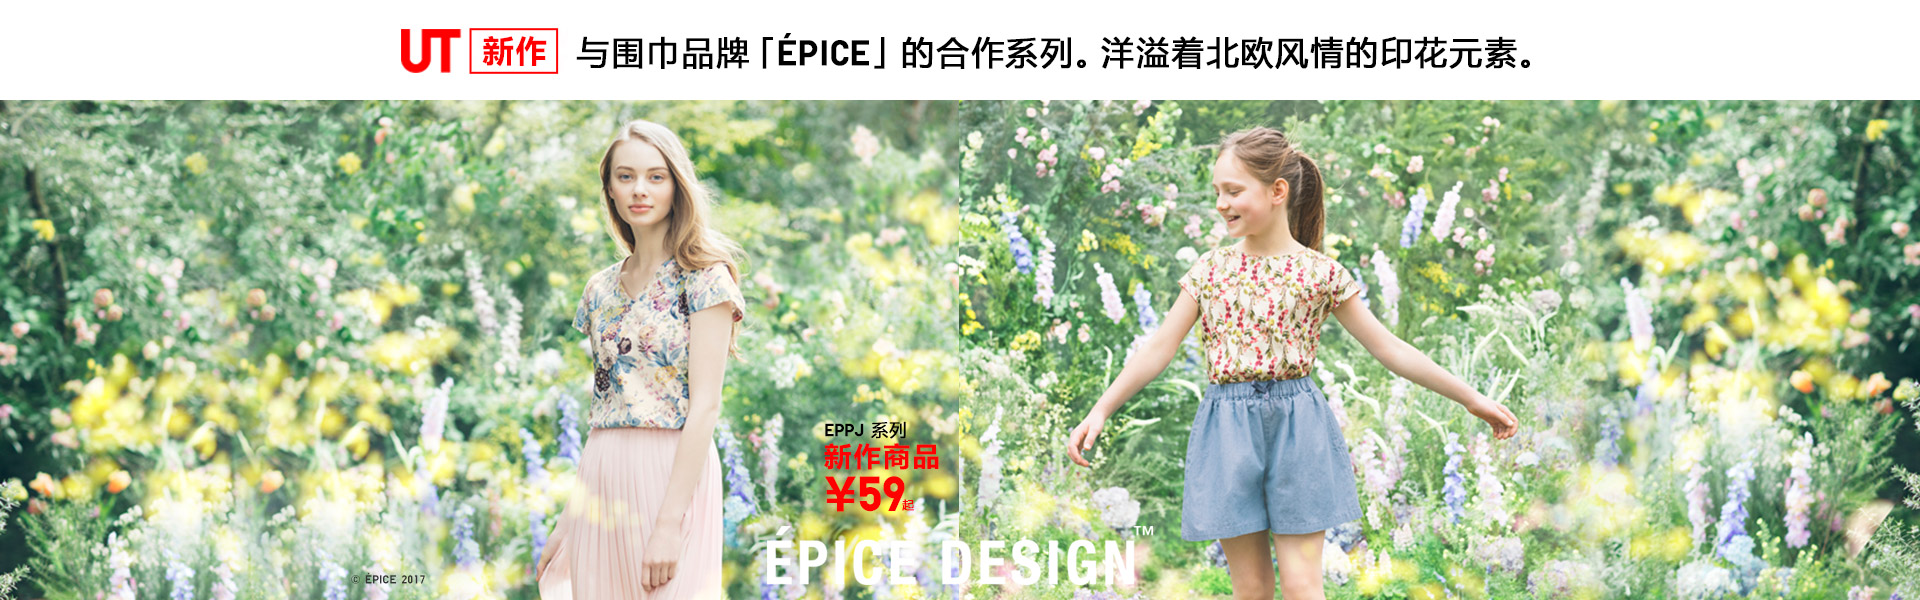 UT 新作 与围巾品牌「ÉPICE」的合作系列。洋溢着北欧风情的印花元素。
EPPJ 系列
新作商品
¥59起
ÉPICE DESIGN™
© ÉPICE 2017